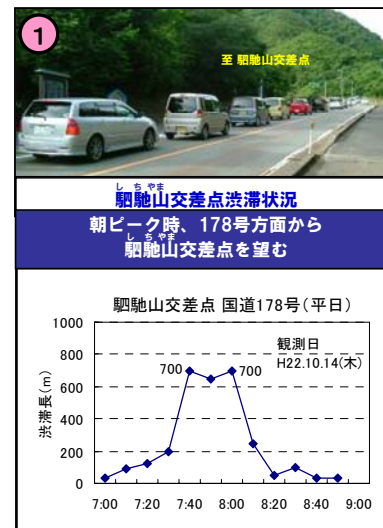 1
至 駟馳山交差点
しちやま
駟馳山交差点渋滞状況
朝ピーク時、178号方面から
しちやま
駟馳山交差点を望む
駟馳山交差点 国道178号(平日)
1000
800
600
400
200
0
渋滞長(m)
観測日
H22.10.14(木)
700
700
7:00 7:20 7:40 8:00 8:20 8:40 9:00